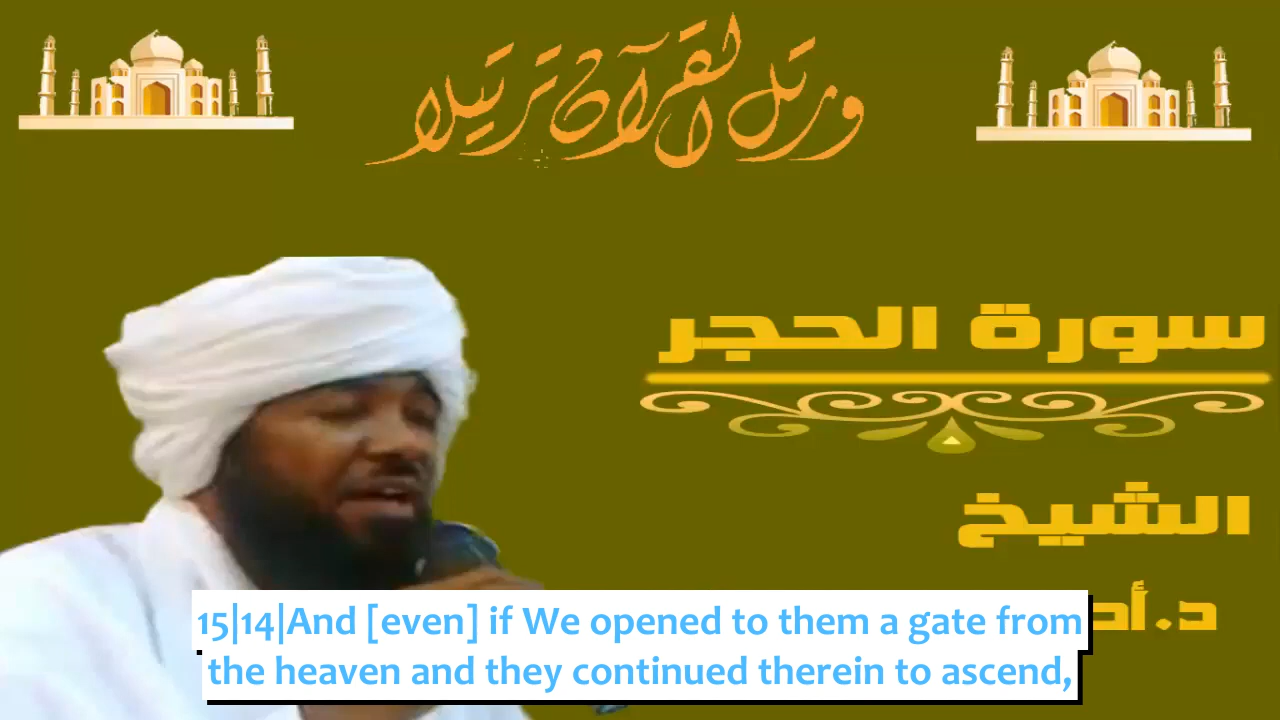 ورتل القرآن ترتيلا
سورة الحجر
الشيخ
د.أح
15|14|And [even] if We opened to them a gate from
the heaven and they continued therein to ascend,